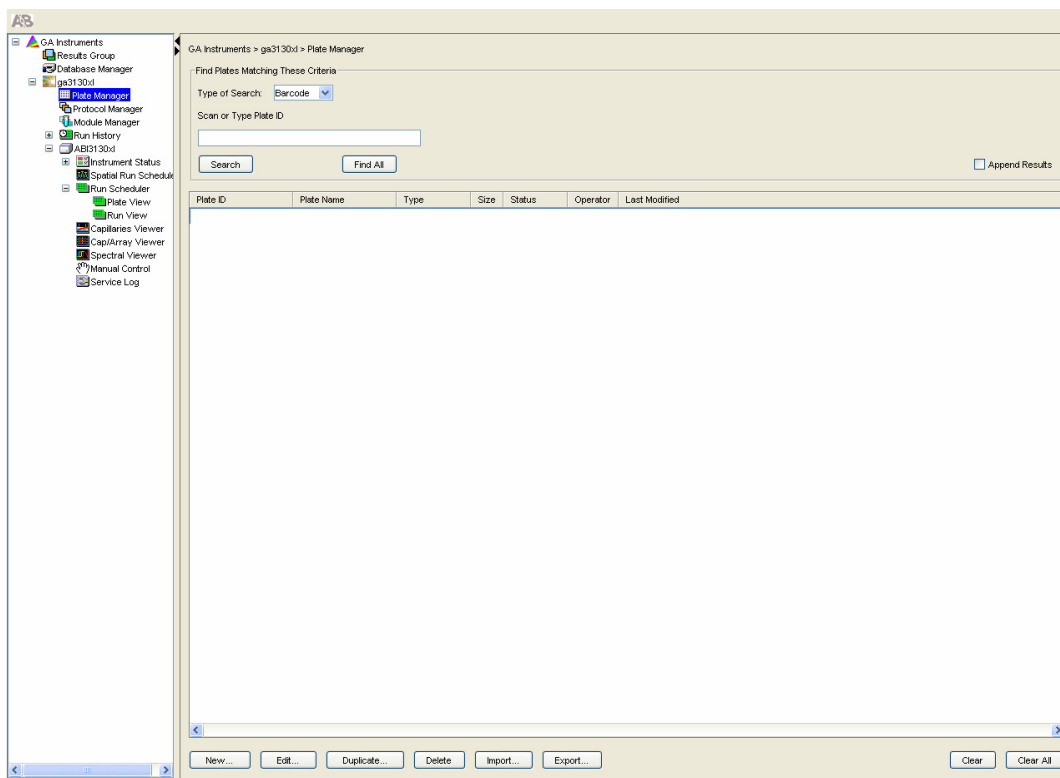 AB
GA Instruments
Results Group
Database Manager
ga3130xl
Plate Manager
Protocol Manager
Module Manager
Run History
ABI3130xl
Instrument Status
Spatial Run Schedule
Run Scheduler
Plate View
Run View
Capillaries Viewer
Cap/Array Viewer
Spectral Viewer
Manual Control
Service Log
GA Instruments > ga3130xl > Plate Manager
Find Plates Matching These Criteria
Type of Search: Barcode
Scan or Type Plate ID
Search Find All Append Results
Plate ID Plate Name Type Size Status Operator Last Modified
New... Edit... Duplicate... Delete Import... Export... Clear Clear All